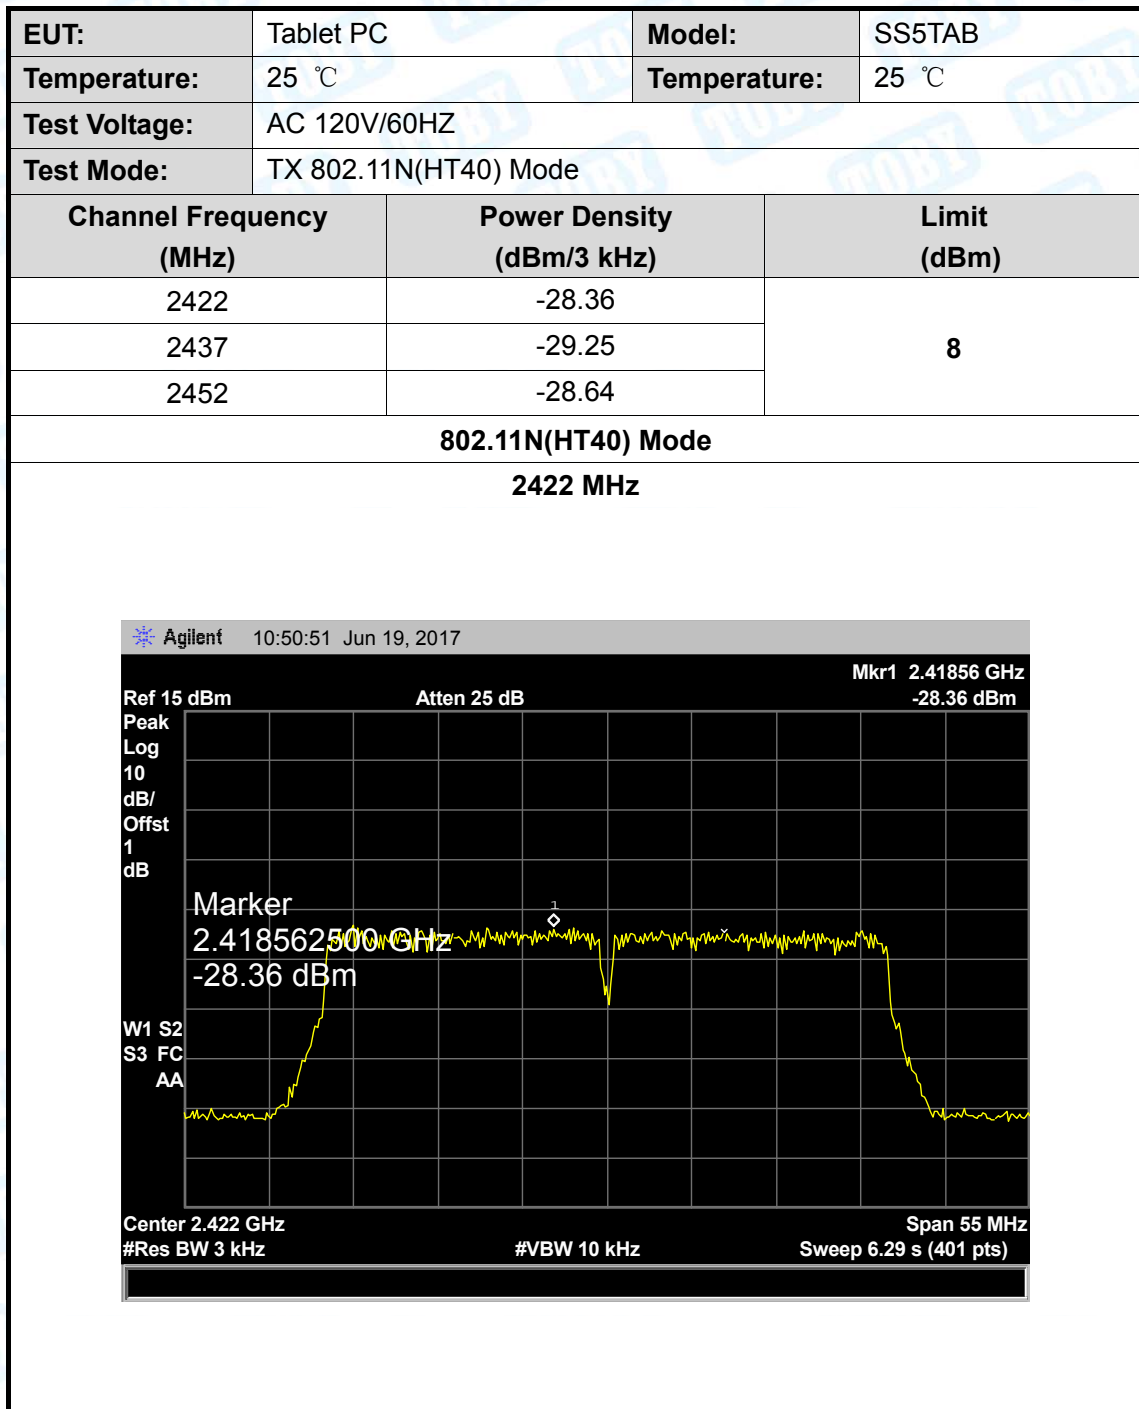 EUT: Tablet PC Model: SS5TAB
Temperature: 25 ℃ Temperature: 25 ℃
Test Voltage: AC 120V/60HZ
Test Mode: TX 802.11N(HT40) Mode
Channel Frequency Power Density Limit
(MHz) (dBm/3 kHz) (dBm)
2422 -28.36
2437 -29.25 8
2452 -28.64
802.11N(HT40) Mode
2422 MHz
Agilent 10:50:51 Jun 19, 2017
Mkr1 2.41856 GHz
Ref 15 dBm Atten 25 dB -28.36 dBm
Peak
Log
10
dB/
Offst
1
dB
1
Marker
2.418562500 GHz
-28.36 dBm
W1 S2
S3 FC
AA
Center 2.422 GHz Span 55 MHz
#Res BW 3 kHz #VBW 10 kHz Sweep 6.29 s (401 pts)
TOBY